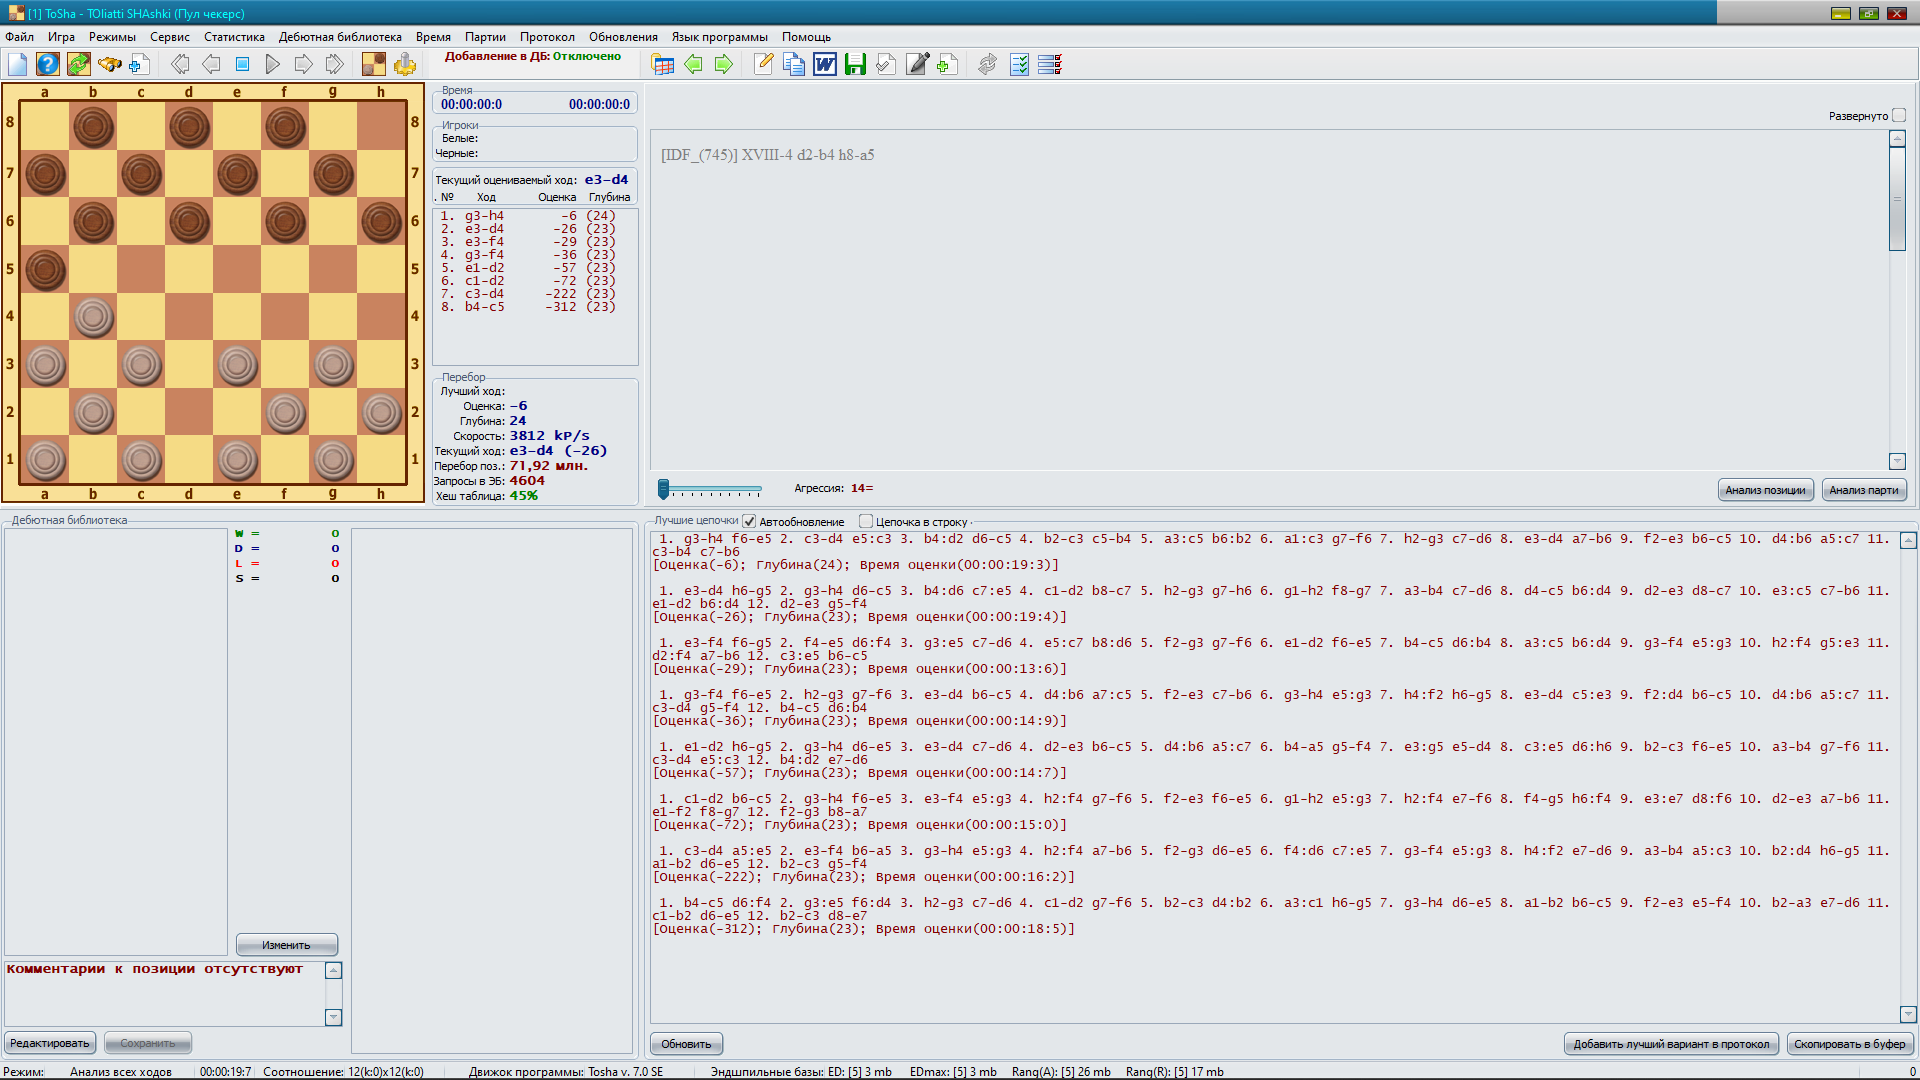 [1] ToSha - TOliatti SHAshki (Пул чекерс)
Файл Игра Режимы Сервис Статистика Дебютная библиотека Время Партии Протокол Обновления Язык программы Помощь
Добавление в ДБ: Отключено
a b c d e f g h
8 8
7 7
6 6
5 5
4 4
3 3
2 2
1 1
a b c d e f g h
Время
00:00:00:0 00:00:00:0
Игроки
Белые:
Черные:
Текущий оцениваемый ход: e3-d4
. № Ход Оценка Глубина
1. g3-h4 -6 (24)
2. e3-d4 -26 (23)
3. e3-f4 -29 (23)
4. g3-f4 -36 (23)
5. e1-d2 -57 (23)
6. c1-d2 -72 (23)
7. c3-d4 -222 (23)
8. b4-c5 -312 (23)
Перебор
Лучший ход:
Оценка: -6
Глубина: 24
Скорость: 3812 kP/s
Текущий ход: e3-d4 (-26)
Перебор поз.: 71,92 млн.
Запросы в ЭБ: 4604
Хеш таблица: 45%
Развернуто
[IDF_(745)] XVIII-4 d2-b4 h8-a5
Агрессия: 14=
Анализ позиции Анализ парти
Дебютная библиотека
W = 0
D = 0
L = 0
S = 0
Изменить
Комментарии к позиции отсутствуют
Редактировать Сохранить
Лучшие цепочки Автообновление Цепочка в строку
1. g3-h4 f6-e5 2. c3-d4 e5:c3 3. b4:d2 d6-c5 4. b2-c3 c5-b4 5. a3:c5 b6:b2 6. a1:c3 g7-f6 7. h2-g3 c7-d6 8. e3-d4 a7-b6 9. f2-e3 b6-c5 10. d4:b6 a5:c7 11.
c3-b4 c7-b6
[Оценка(-6); Глубина(24); Время оценки(00:00:19:3)]
1. e3-d4 h6-g5 2. g3-h4 d6-c5 3. b4:d6 c7:e5 4. c1-d2 b8-c7 5. h2-g3 g7-h6 6. g1-h2 f8-g7 7. a3-b4 c7-d6 8. d4-c5 b6:d4 9. d2-e3 d8-c7 10. e3:c5 c7-b6 11.
e1-d2 b6:d4 12. d2-e3 g5-f4
[Оценка(-26); Глубина(23); Время оценки(00:00:19:4)]
1. e3-f4 f6-g5 2. f4-e5 d6:f4 3. g3:e5 c7-d6 4. e5:c7 b8:d6 5. f2-g3 g7-f6 6. e1-d2 f6-e5 7. b4-c5 d6:b4 8. a3:c5 b6:d4 9. g3-f4 e5:g3 10. h2:f4 g5:e3 11.
d2:f4 a7-b6 12. c3:e5 b6-c5
[Оценка(-29); Глубина(23); Время оценки(00:00:13:6)]
1. g3-f4 f6-e5 2. h2-g3 g7-f6 3. e3-d4 b6-c5 4. d4:b6 a7:c5 5. f2-e3 c7-b6 6. g3-h4 e5:g3 7. h4:f2 h6-g5 8. e3-d4 c5:e3 9. f2:d4 b6-c5 10. d4:b6 a5:c7 11.
c3-d4 g5-f4 12. b4-c5 d6:b4
[Оценка(-36); Глубина(23); Время оценки(00:00:14:9)]
1. e1-d2 h6-g5 2. g3-h4 d6-e5 3. e3-d4 c7-d6 4. d2-e3 b6-c5 5. d4:b6 a5:c7 6. b4-a5 g5-f4 7. e3:g5 e5-d4 8. c3:e5 d6:h6 9. b2-c3 f6-e5 10. a3-b4 g7-f6 11.
c3-d4 e5:c3 12. b4:d2 e7-d6
[Оценка(-57); Глубина(23); Время оценки(00:00:14:7)]
1. c1-d2 b6-c5 2. g3-h4 f6-e5 3. e3-f4 e5:g3 4. h2:f4 g7-f6 5. f2-e3 f6-e5 6. g1-h2 e5:g3 7. h2:f4 e7-f6 8. f4-g5 h6:f4 9. e3:e7 d8:f6 10. d2-e3 a7-b6 11.
e1-f2 f8-g7 12. f2-g3 b8-a7
[Оценка(-72); Глубина(23); Время оценки(00:00:15:0)]
1. c3-d4 a5:e5 2. e3-f4 b6-a5 3. g3-h4 e5:g3 4. h2:f4 a7-b6 5. f2-g3 d6-e5 6. f4:d6 c7:e5 7. g3-f4 e5:g3 8. h4:f2 e7-d6 9. a3-b4 a5:c3 10. b2:d4 h6-g5 11.
a1-b2 d6-e5 12. b2-c3 g5-f4
[Оценка(-222); Глубина(23); Время оценки(00:00:16:2)]
1. b4-c5 d6:f4 2. g3:e5 f6:d4 3. h2-g3 c7-d6 4. c1-d2 g7-f6 5. b2-c3 d4:b2 6. a3:c1 h6-g5 7. g3-h4 d6-e5 8. a1-b2 b6-c5 9. f2-e3 e5-f4 10. b2-a3 e7-d6 11.
c1-b2 d6-e5 12. b2-c3 d8-e7
[Оценка(-312); Глубина(23); Время оценки(00:00:18:5)]
Обновить Добавить лучший вариант в протокол Скопировать в буфер
Режим: Анализ всех ходов 00:00:19:7 Соотношение: 12(k:0)x12(k:0) Движок программы: Tosha v. 7.0 SE Эндшпильные базы: ED: [5] 3 mb EDmax: [5] 3 mb Rang(A): [5] 26 mb Rang(R): [5] 17 mb 0